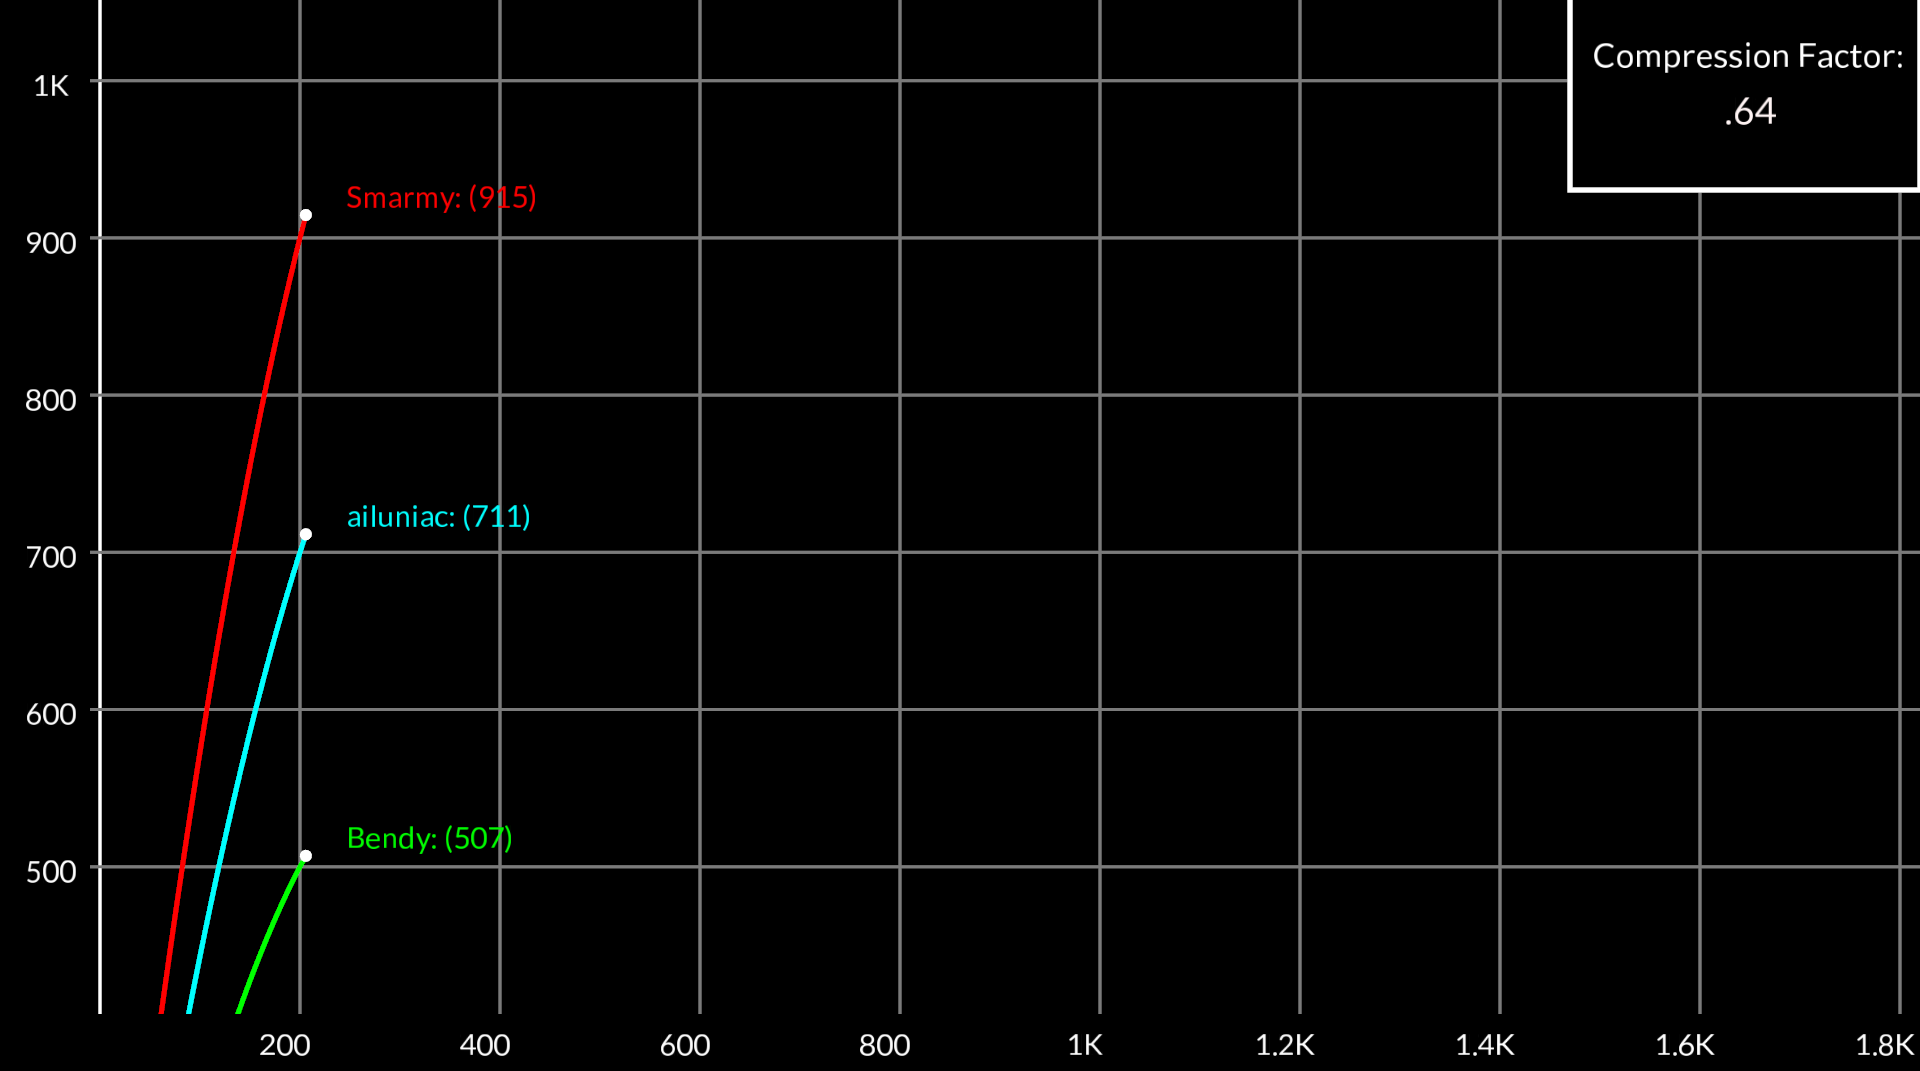 Compression Factor:
.64
1K
Smarmy: (915)
900
800
ailuniac: (711)
700
600
Bendy: (507)
500
200 400 600 800 1K 1.2K 1.4K 1.6K 1.8K